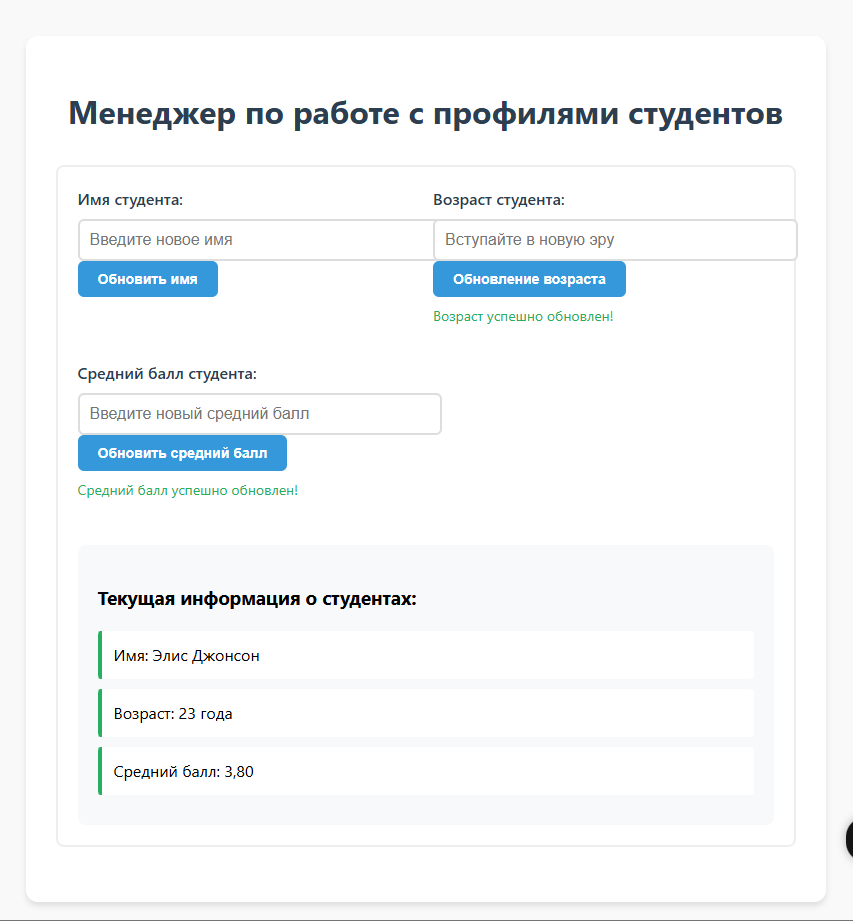 Менеджер по работе с профилями студентов
Имя студента:
Введите новое имя
Обновить имя
Возраст студента:
Вступайте в новую эру
Обновление возраста
Возраст успешно обновлен!
Средний балл студента:
Введите новый средний балл
Обновить средний балл
Средний балл успешно обновлен!
Текущая информация о студентах:
Имя: Элис Джонсон
Возраст: 23 года
Средний балл: 3,80